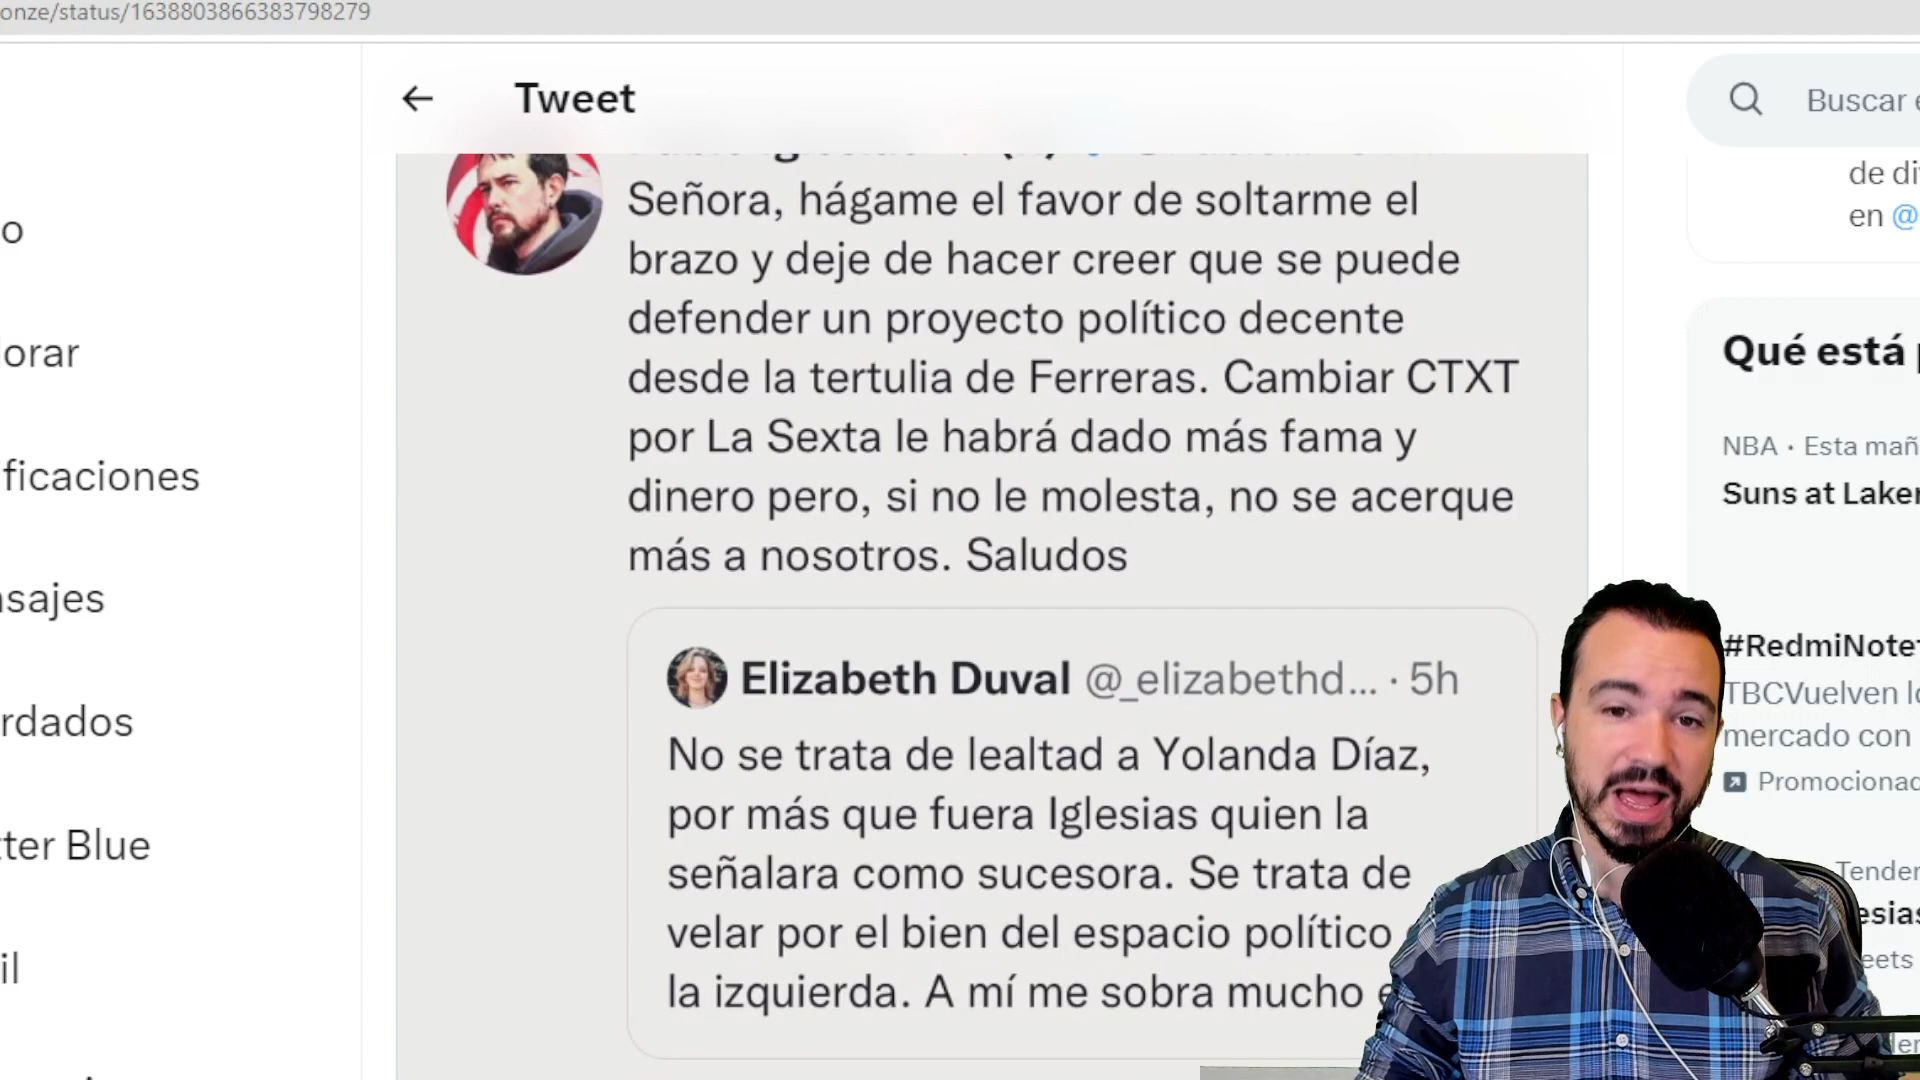 onze/status/1638803866383798279
Tweet
Buscar e
Señora, hágame el favor de soltarme el
brazo y deje de hacer creer que se puede
defender un proyecto político decente
desde la tertulia de Ferreras. Cambiar CTXT
por La Sexta le habrá dado más fama y
dinero pero, si no le molesta, no se acerque
más a nosotros. Saludos
Elizabeth Duval @_elizabethd... · 5h
No se trata de lealtad a Yolanda Díaz,
por más que fuera Iglesias quien la
señalara como sucesora. Se trata de
velar por el bien del espacio político
la izquierda. A mí me sobra mucho e
o
orar
ficaciones
sajes
rdados
tter Blue
il
de di
en @
Qué está p
NBA · Esta mañ
Suns at Laker
#RedmiNote
TBCVuelven lo
mercado con
Promocionad
Tender
esias
eets